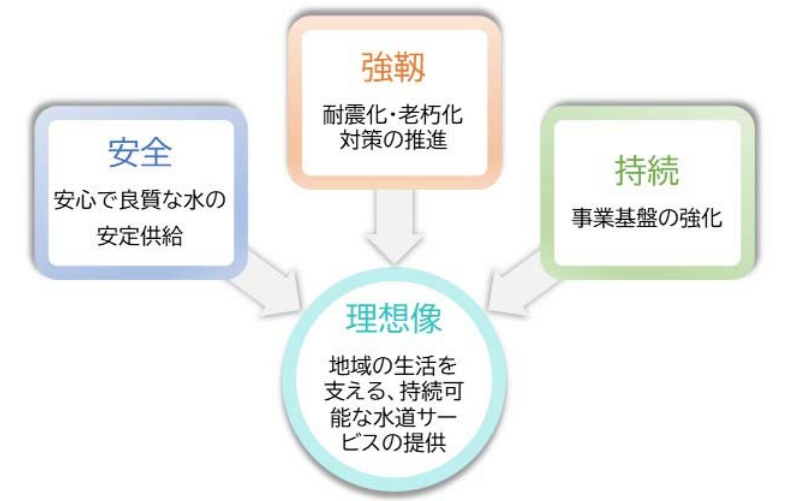 安全
安心で良質な水の
安定供給
強靱
耐震化・老朽化
対策の推進
持続
事業基盤の強化
理想像
地域の生活を
支える、持続可
能な水道サー
ビスの提供